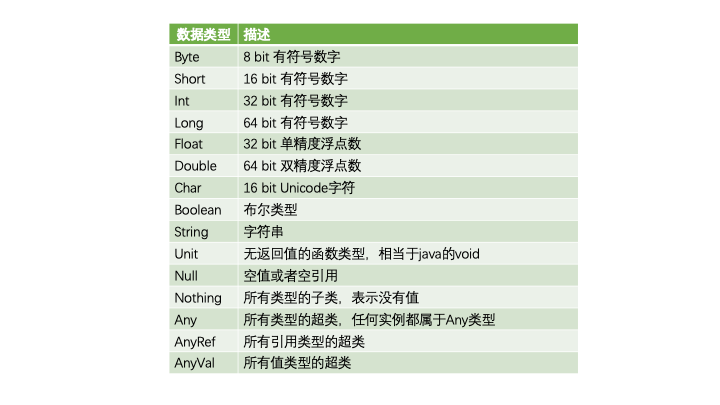 数据类型 描述
Byte 8 bit 有符号数字
Short 16 bit 有符号数字
Int 32 bit 有符号数字
Long 64 bit 有符号数字
Float 32 bit 单精度浮点数
Double 64 bit 双精度浮点数
Char 16 bit Unicode字符
Boolean 布尔类型
String 字符串
Unit 无返回值的函数类型，相当于java的void
Null 空值或者空引用
Nothing 所有类型的子类，表示没有值
Any 所有类型的超类，任何实例都属于Any类型
AnyRef 所有引用类型的超类
AnyVal 所有值类型的超类